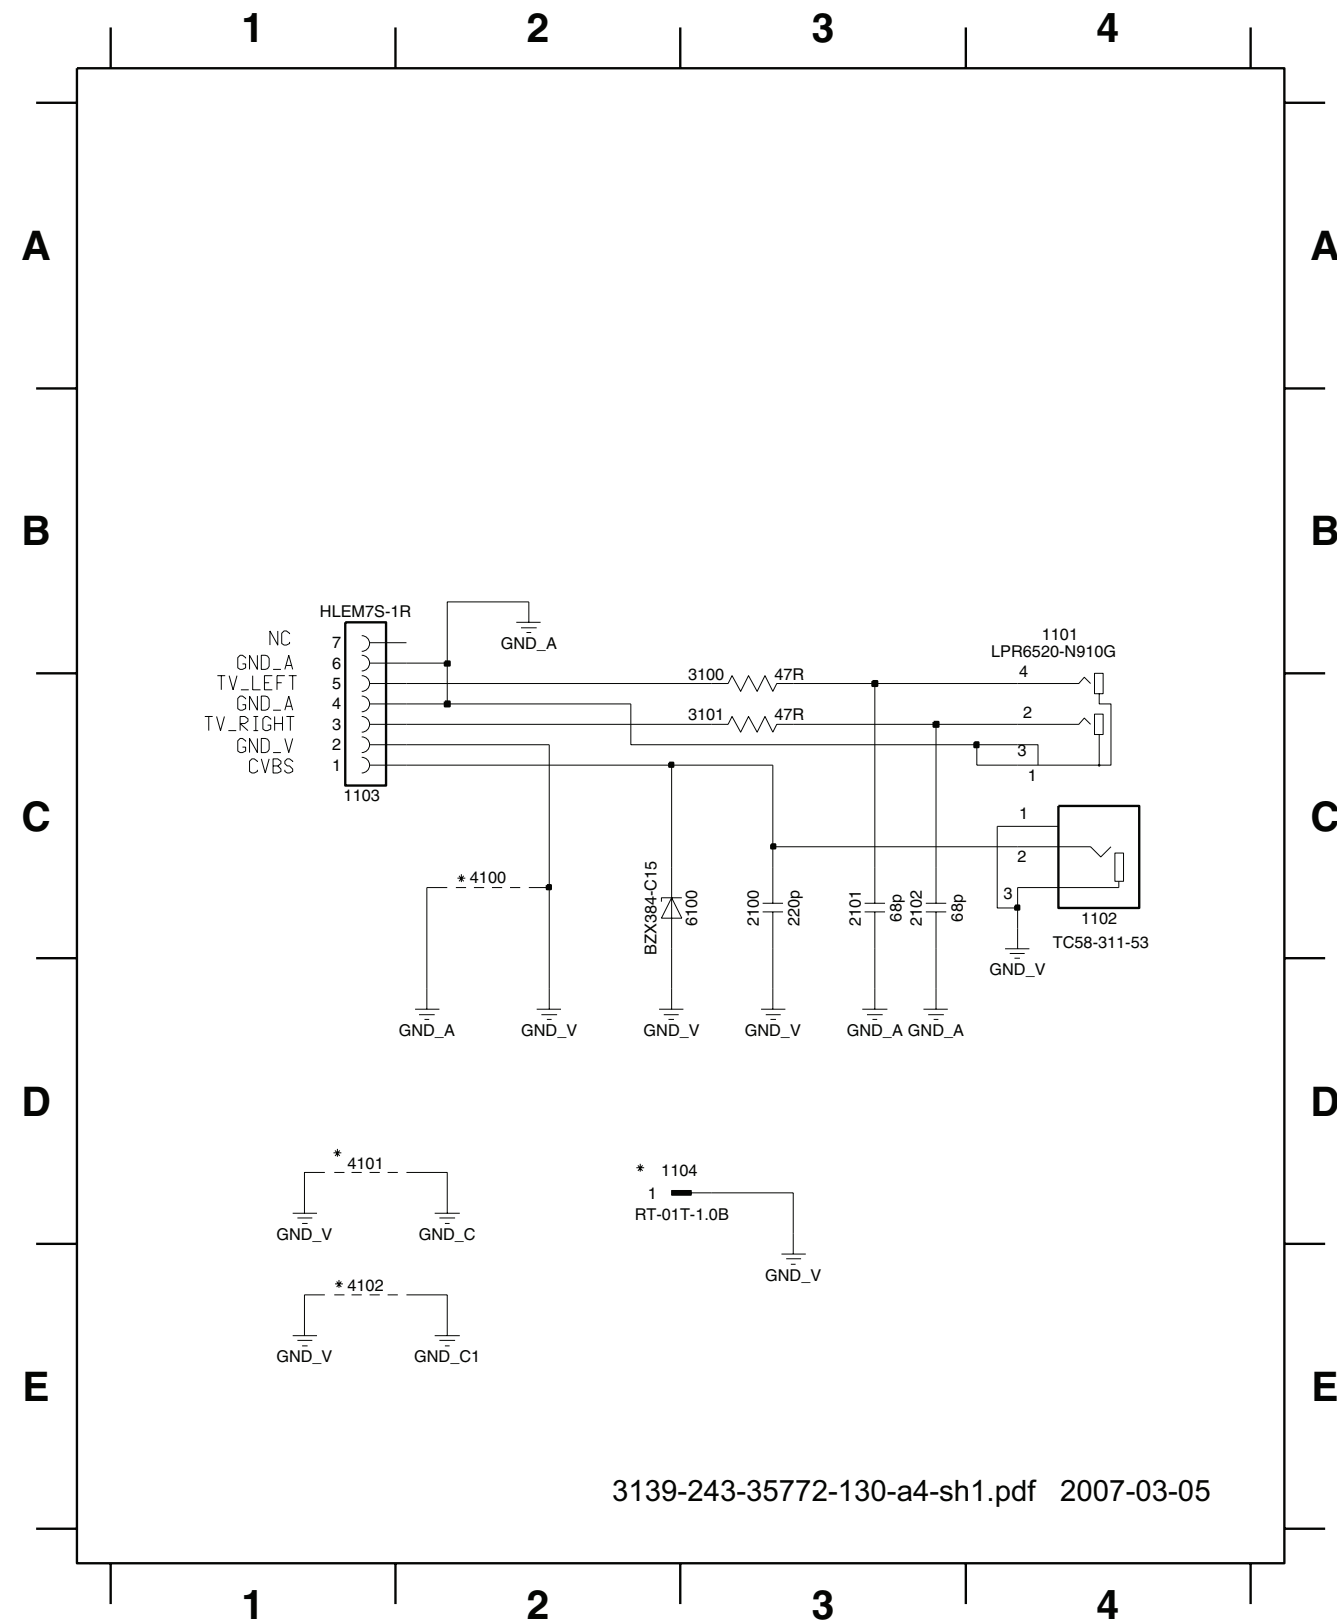 1 2 3 4
A A
B B
HLEM7S-1R
NC 7
GND_A 6
TV_LEFT 5
GND_A 4
TV_RIGHT 3
GND_V 2
CVBS 1
1103
GND_A
3100 47R
3101 47R
1101
LPR6520-N910G
4
2
3
1
C C
1
2
3
1102
TC58-311-53
GND_V
* 4100
BZX384-C15
6100
2100
220p
2101
68p
2102
68p
GND_A GND_V GND_V GND_V GND_A GND_A
D D
*
4101
GND_V GND_C
* 1104
1
RT-01T-1.0B
GND_V
* 4102
GND_V GND_C1
E E
3139-243-35772-130-a4-sh1.pdf 2007-03-05
1 2 3 4